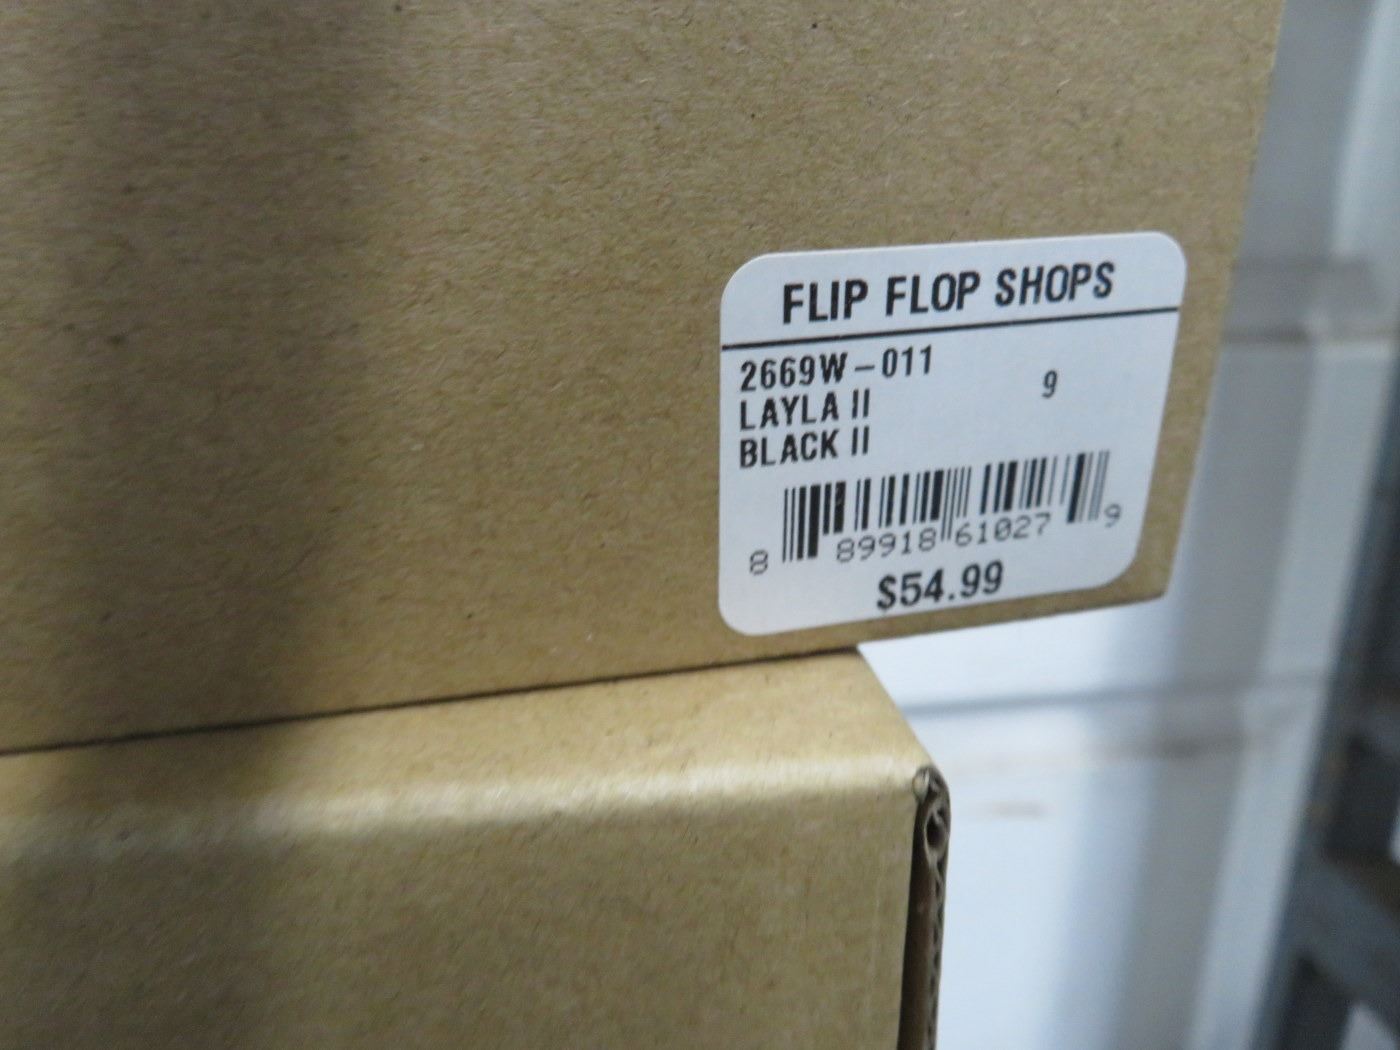 FLIP FLOP SHOPS
2669W-011 9
LAYLA II
BLACK II
8 89918 61027 9
$54.99